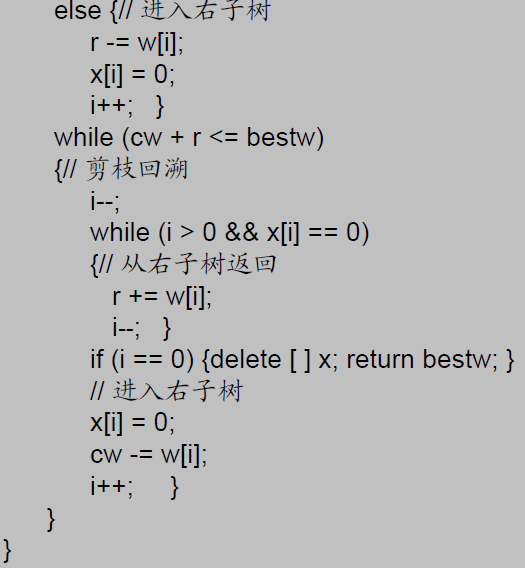 else {// 进入右子树
r -= w[i];
x[i] = 0;
i++; }
while (cw + r <= bestw)
{// 剪枝回溯
i--;
while (i > 0 && x[i] == 0)
{// 从右子树返回
r += w[i];
i--; }
if (i == 0) {delete [ ] x; return bestw; }
// 进入右子树
x[i] = 0;
cw -= w[i];
i++; }
}
}